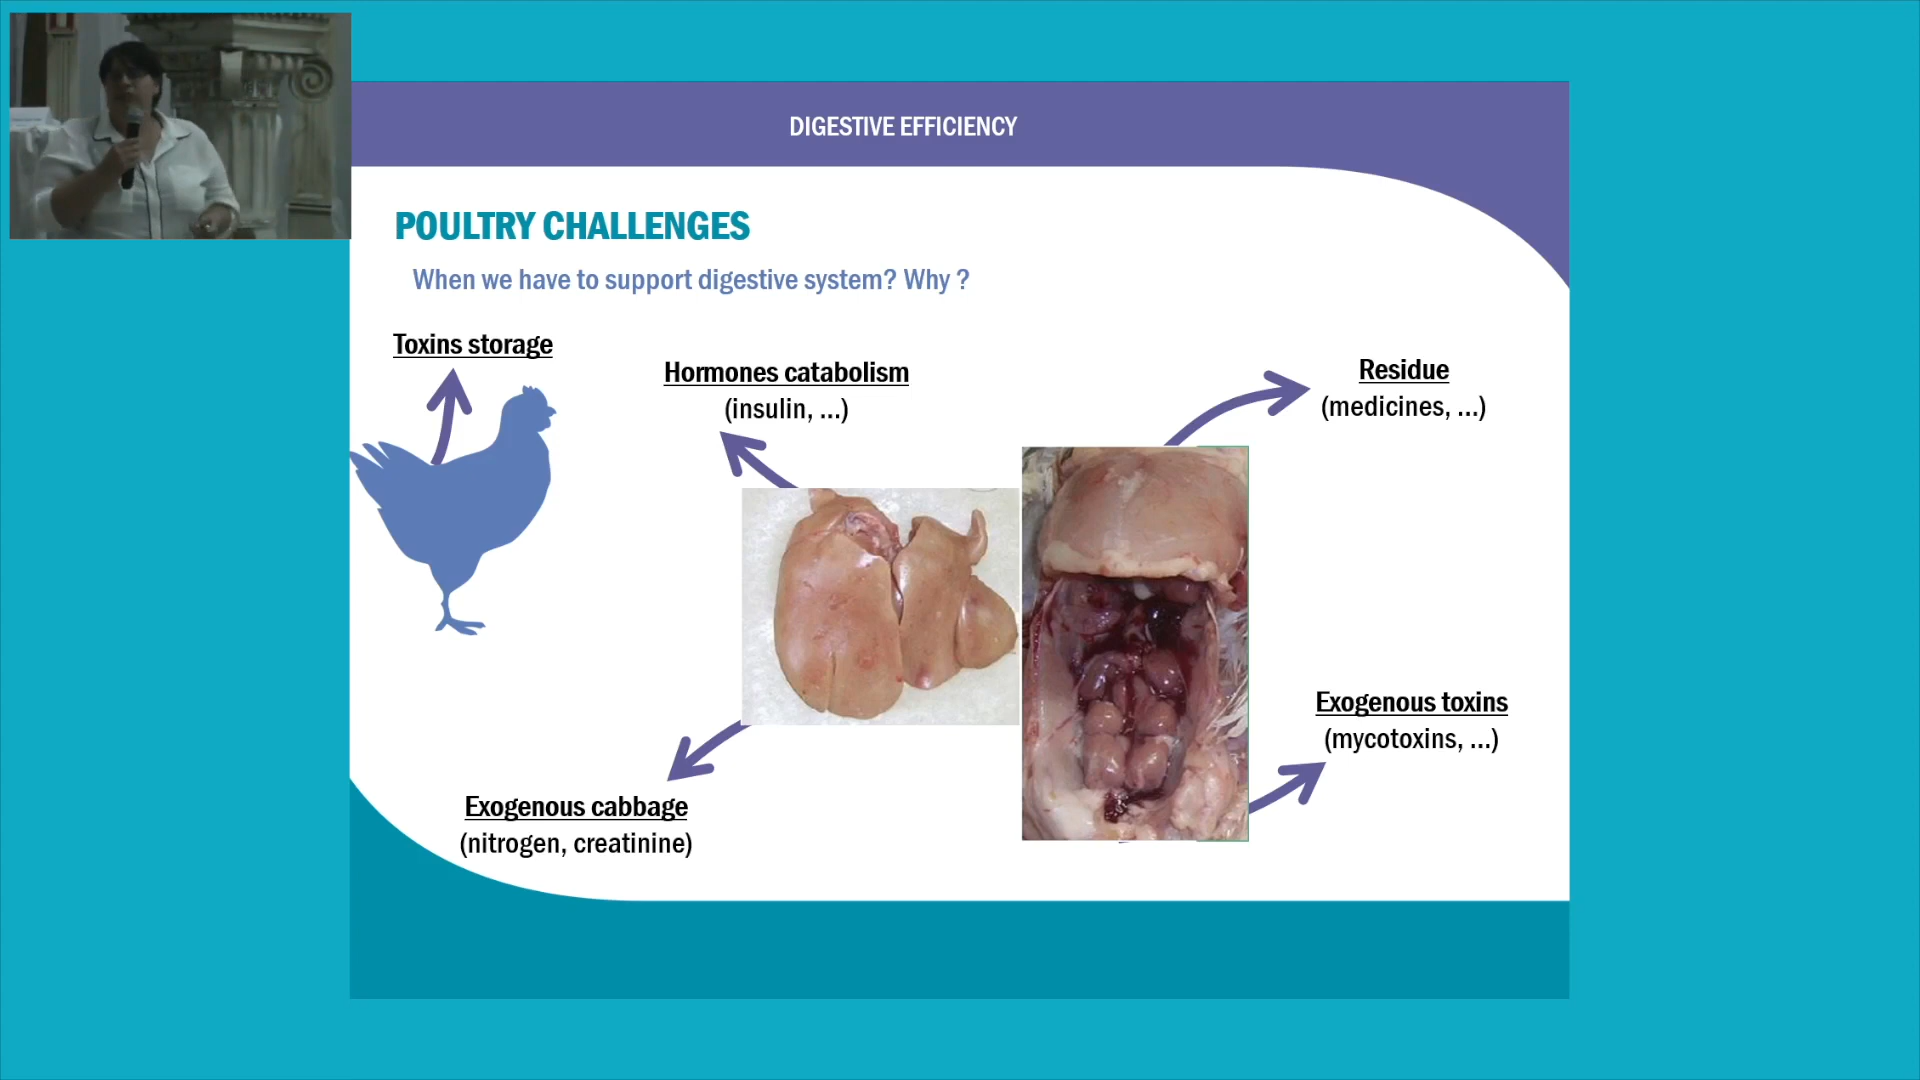 DIGESTIVE EFFICIENCY
POULTRY CHALLENGES
When we have to support digestive system? Why ?
Toxins storage
Hormones catabolism
(insulin, ...)
Residue
(medicines, ...)
Exogenous toxins
(mycotoxins, ...)
Exogenous cabbage
(nitrogen, creatinine)